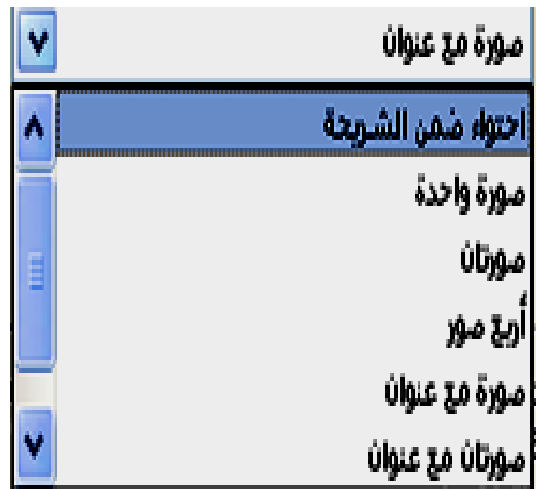 صورة مع عنوان
احتواء ضمن الشريحة
صورة واحدة
صورتان
أربع صور
صورة مع عنوان
صورتان مع عنوان